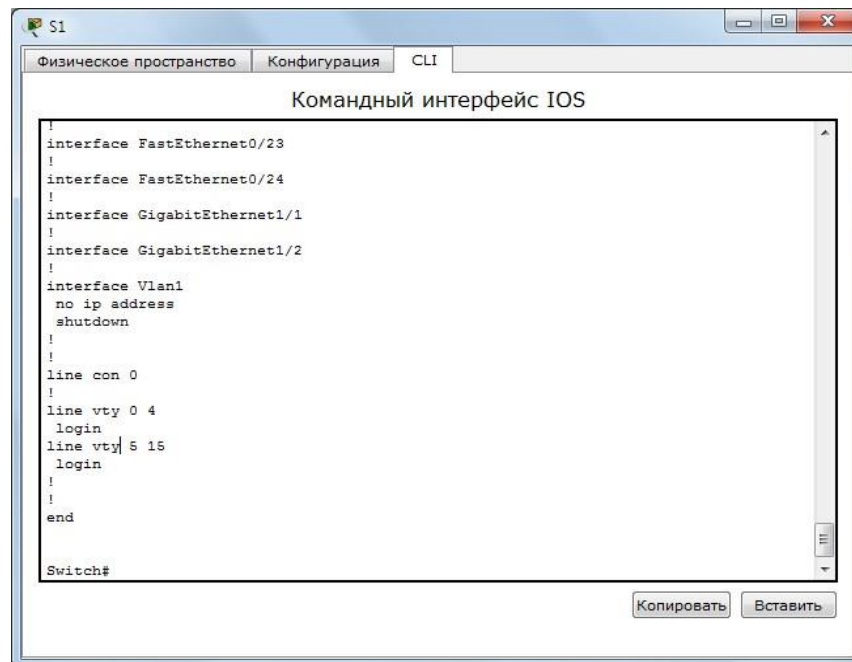 S1
Физическое пространство Конфигурация CLI
Командный интерфейс IOS
!
interface FastEthernet0/23
!
interface FastEthernet0/24
!
interface GigabitEthernet1/1
!
interface GigabitEthernet1/2
!
interface Vlan1
 no ip address
 shutdown
!
!
line con 0
!
line vty 0 4
 login
line vty 5 15
 login
!
!
end
Switch#
Копировать Вставить